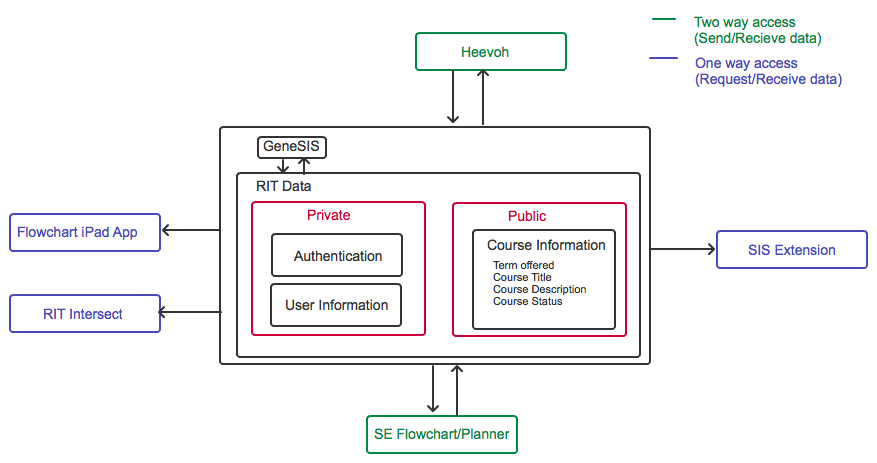 Two way access
(Send/Recieve data)
One way access
(Request/Receive data)
Heevoh
GeneSIS
RIT Data
Private
Authentication
User Information
Public
Course Information
Term offered
Course Title
Course Description
Course Status
Flowchart iPad App
RIT Intersect
SIS Extension
SE Flowchart/Planner